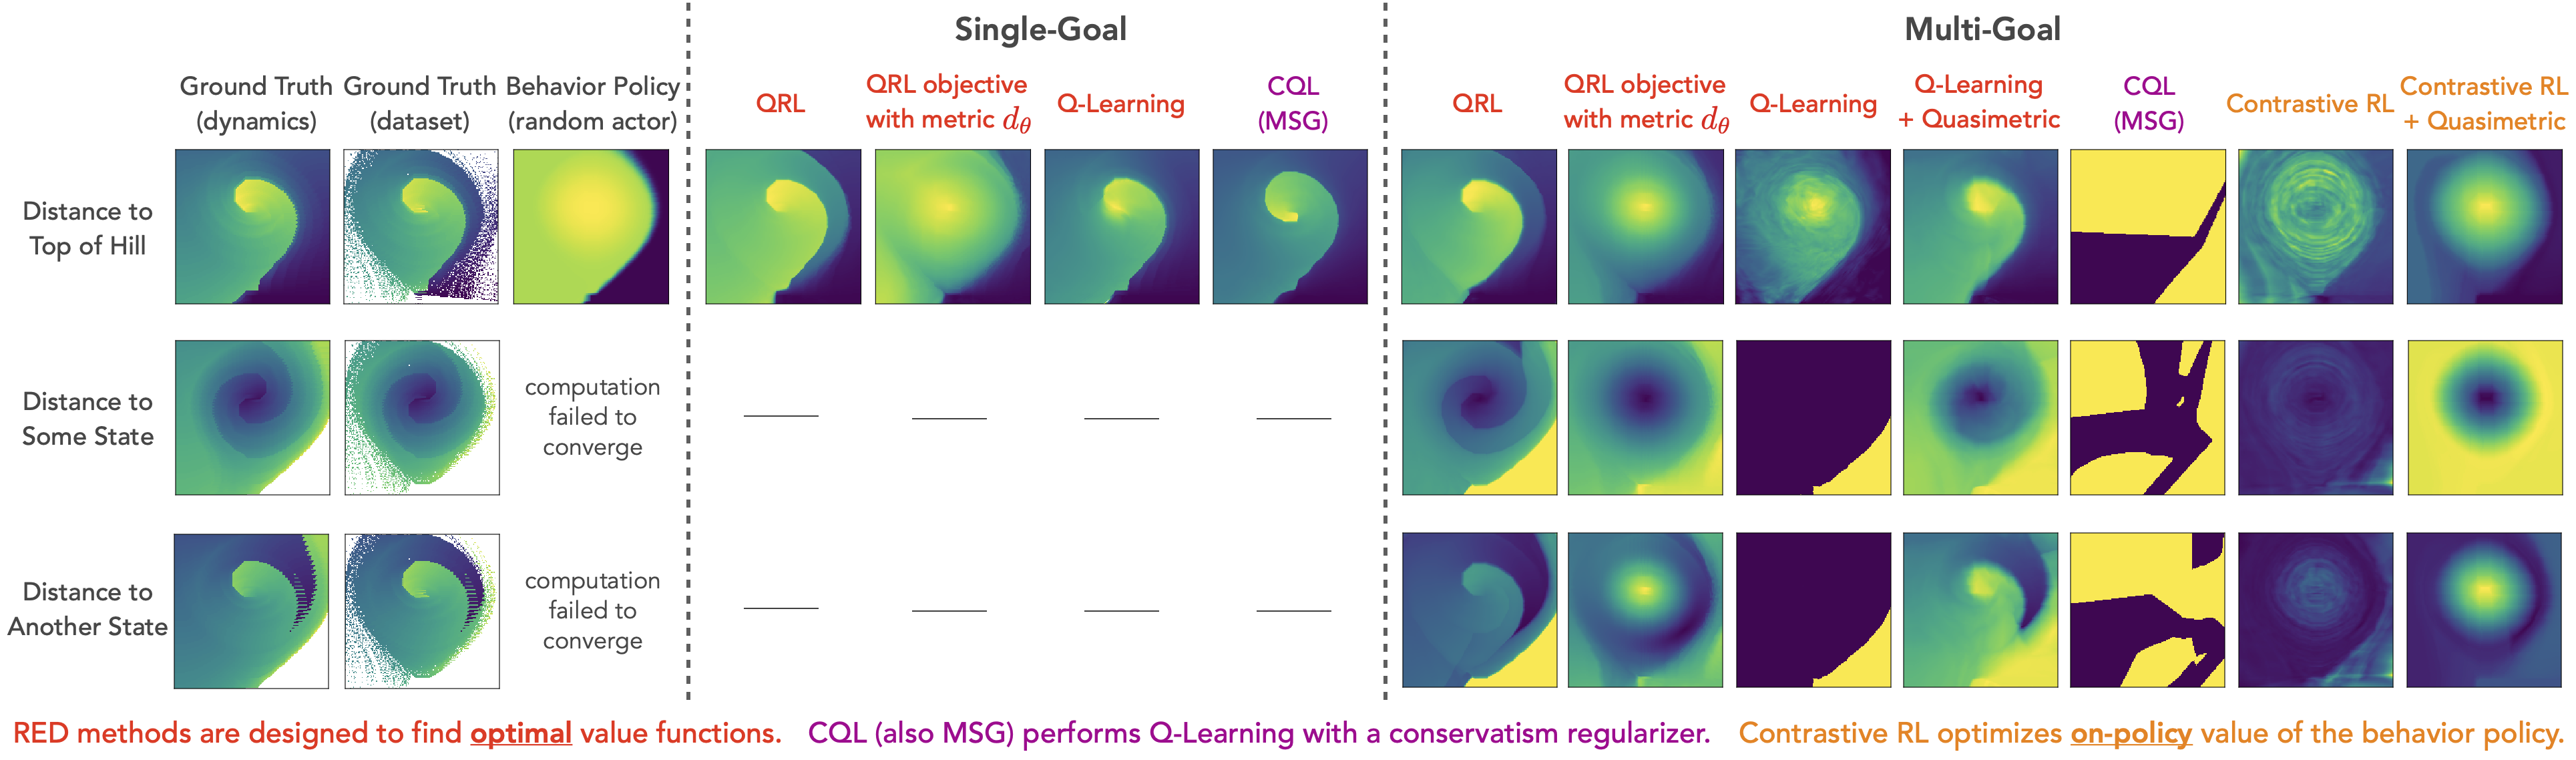 Single-Goal
Multi-Goal
Ground Truth
(dynamics)
Ground Truth
(dataset)
Behavior Policy
(random actor)
QRL
QRL objective
with metric dθ
Q-Learning
CQL
(MSG)
QRL
QRL objective
with metric dθ
Q-Learning
Q-Learning
+ Quasimetric
CQL
(MSG)
Contrastive RL
Contrastive RL
+ Quasimetric
Distance to
Top of Hill
Distance to
Some State
computation
failed to
converge
Distance to
Another State
computation
failed to
converge
RED methods are designed to find optimal value functions.
CQL (also MSG) performs Q-Learning with a conservatism regularizer.
Contrastive RL optimizes on-policy value of the behavior policy.